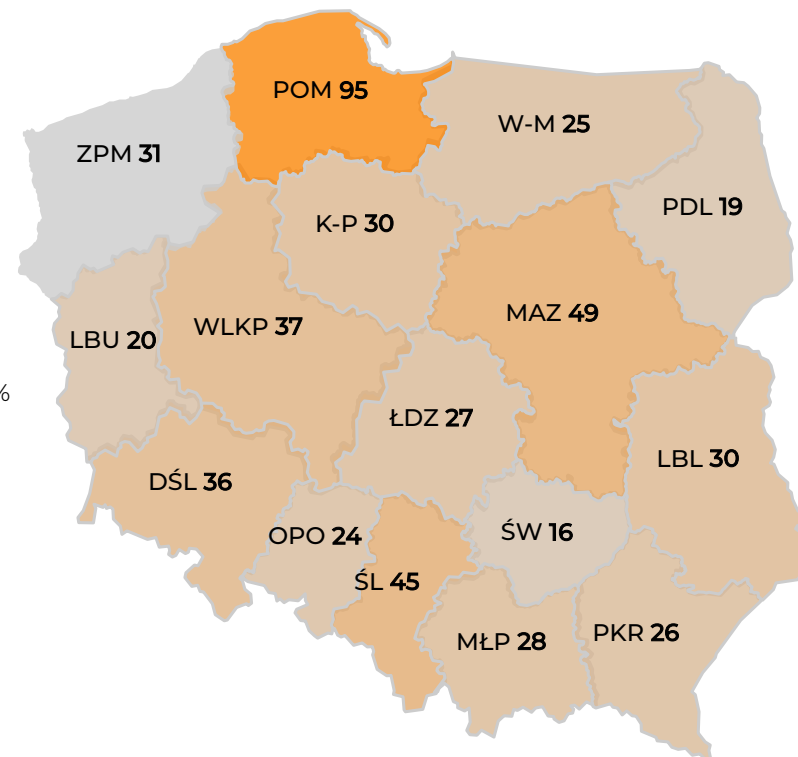 POM 95
W-M 25
ZPM 31
PDL 19
K-P 30
MAZ 49
WLKP 37
LBU 20
%
ŁDZ 27
LBL 30
DŚL 36
ŚW 16
OPO 24
ŚL 45
PKR 26
MŁP 28